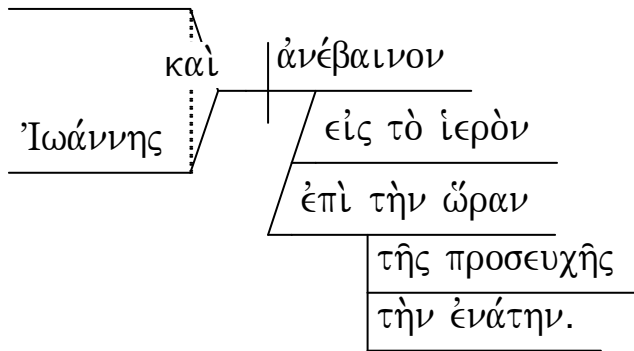 καὶ
ἀνέβαινον
Ἰωάννης
εἰς τὸ ἱερὸν
ἐπὶ τὴν ὥραν
τῆς προσευχῆς
τὴν ἐνάτην.